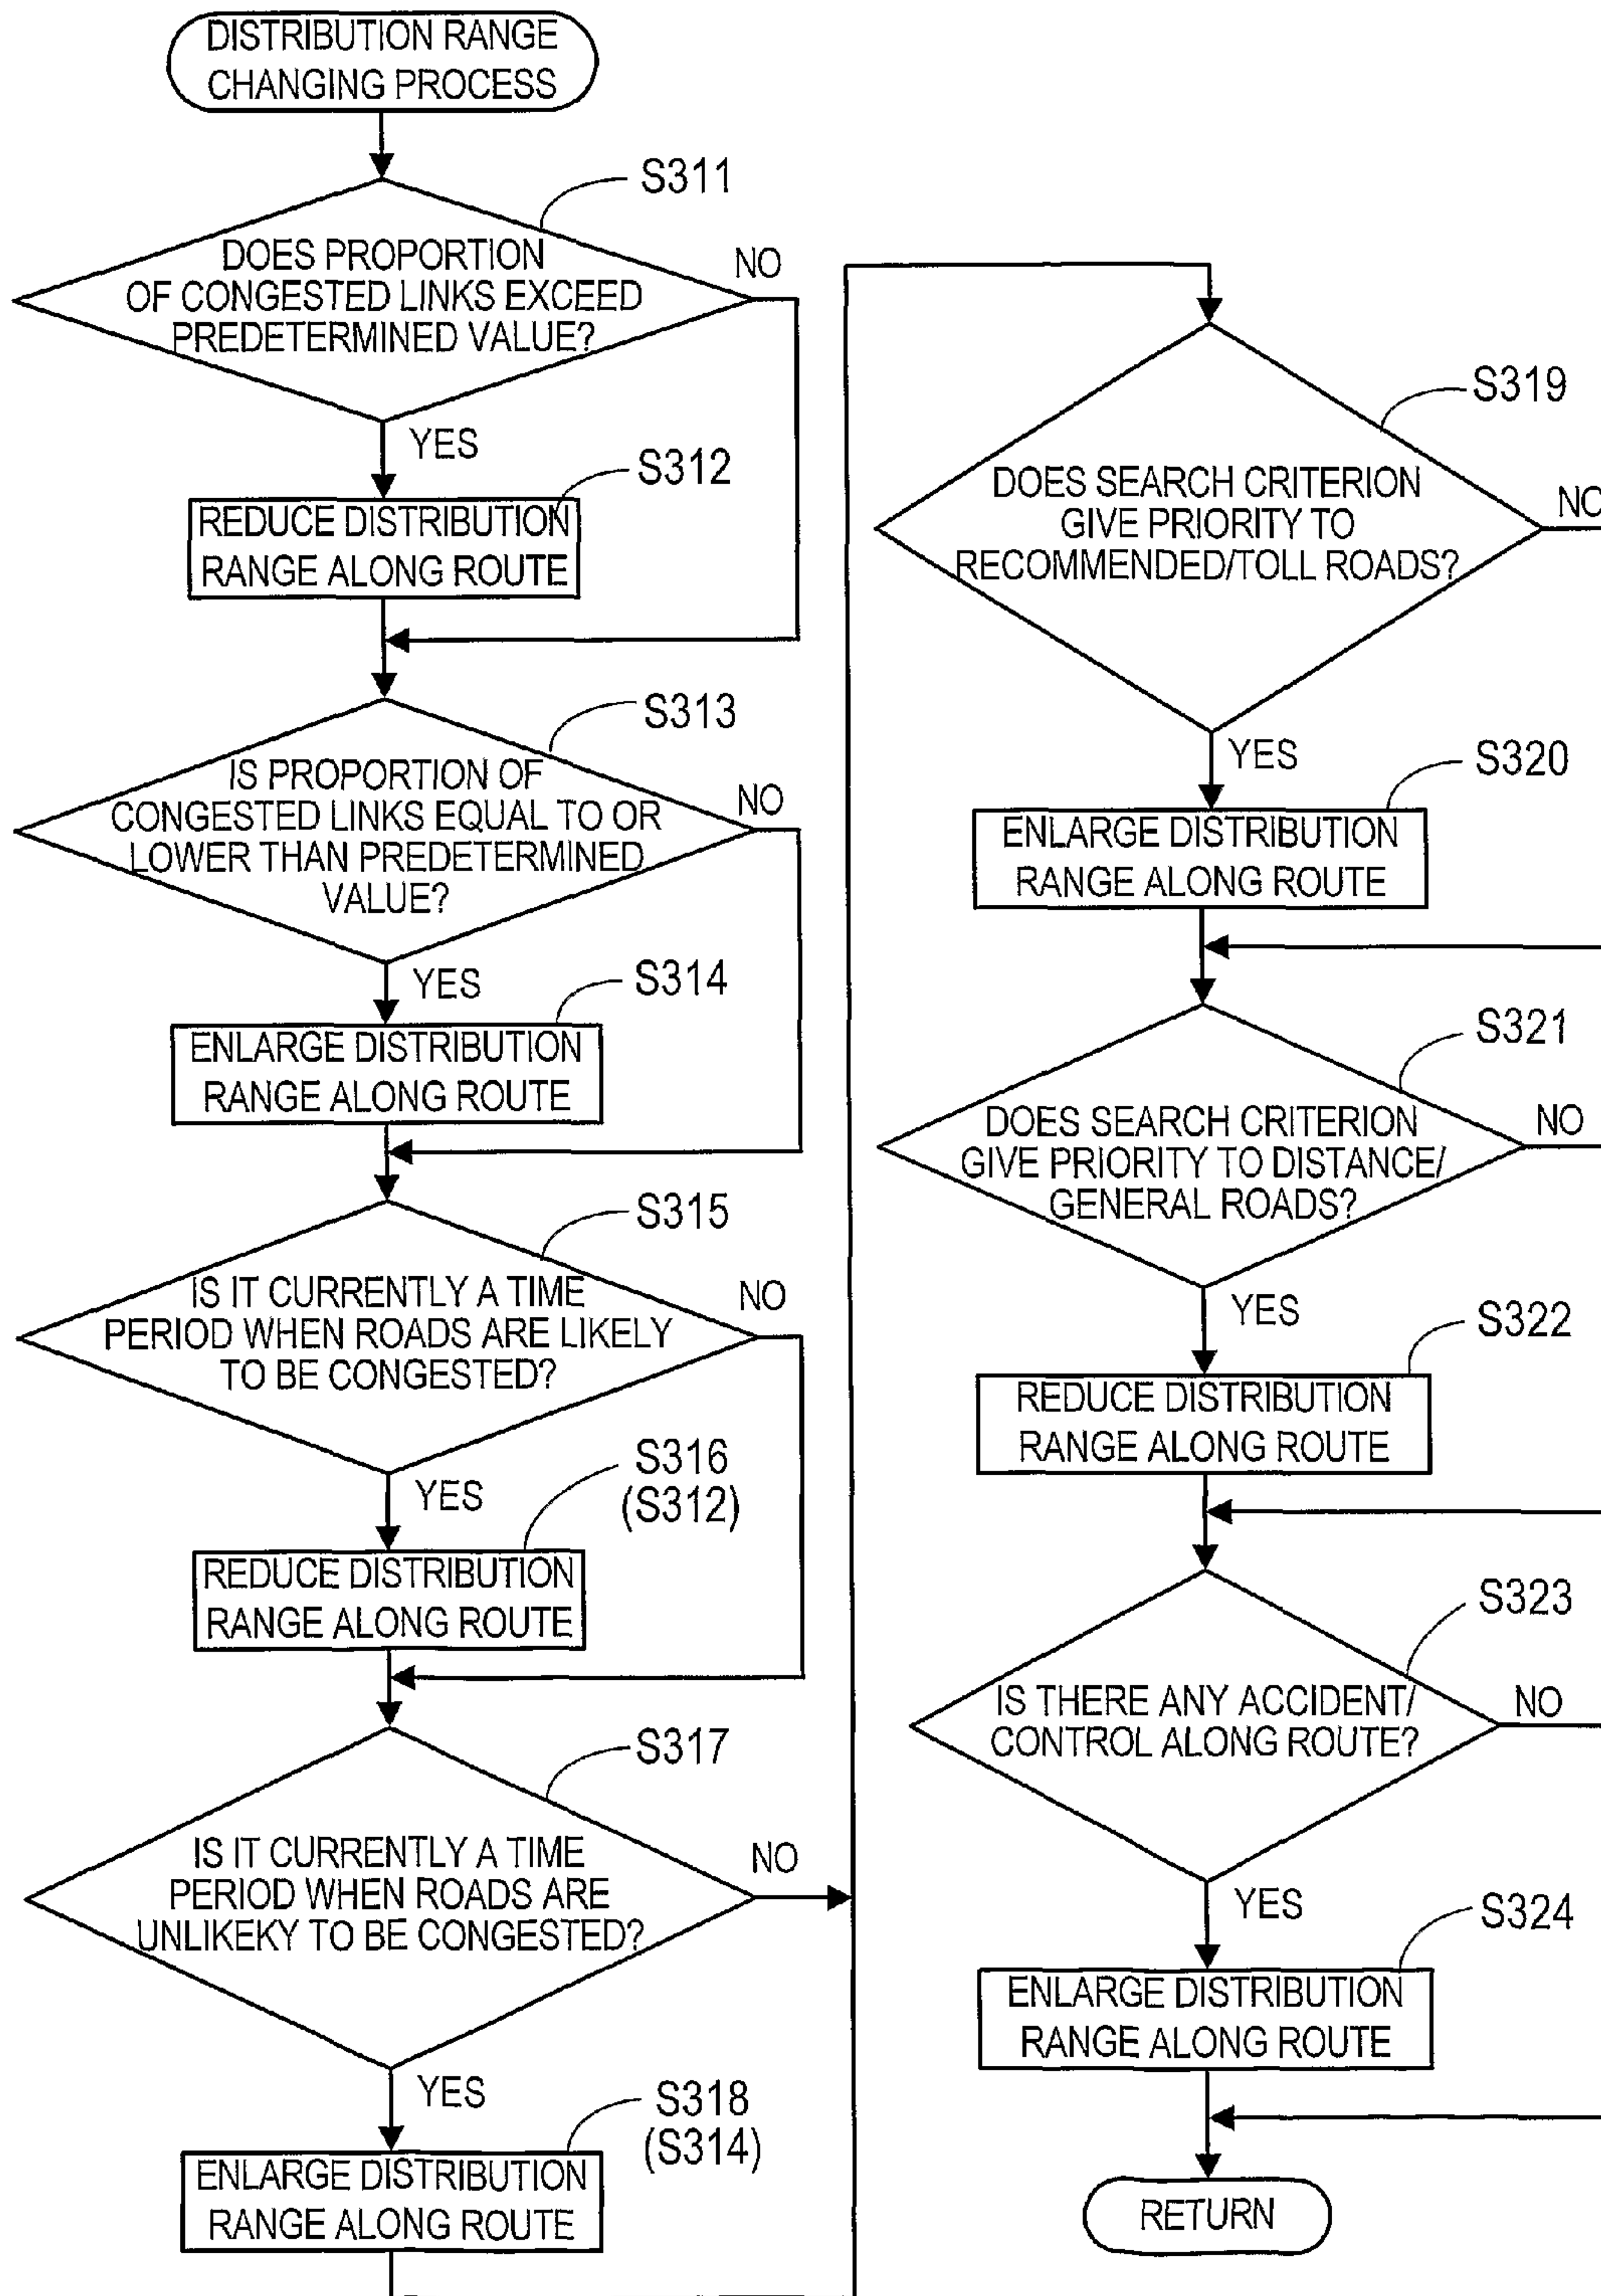 DISTRIBUTION RANGE
CHANGING PROCESS
S311
DOES PROPORTION
OF CONGESTED LINKS EXCEED
PREDETERMINED VALUE?
NO
YES
S312
REDUCE DISTRIBUTION
RANGE ALONG ROUTE
S313
IS PROPORTION OF
CONGESTED LINKS EQUAL TO OR
LOWER THAN PREDETERMINED
VALUE?
NO
YES
S314
ENLARGE DISTRIBUTION
RANGE ALONG ROUTE
S315
IS IT CURRENTLY A TIME
PERIOD WHEN ROADS ARE LIKELY
TO BE CONGESTED?
NO
YES
S316
(S312)
REDUCE DISTRIBUTION
RANGE ALONG ROUTE
S317
IS IT CURRENTLY A TIME
PERIOD WHEN ROADS ARE
UNLIKEKY TO BE CONGESTED?
NO
YES
S318
(S314)
ENLARGE DISTRIBUTION
RANGE ALONG ROUTE
S319
DOES SEARCH CRITERION
GIVE PRIORITY TO
RECOMMENDED/TOLL ROADS?
NO
YES
S320
ENLARGE DISTRIBUTION
RANGE ALONG ROUTE
S321
DOES SEARCH CRITERION
GIVE PRIORITY TO DISTANCE/
GENERAL ROADS?
NO
YES
S322
REDUCE DISTRIBUTION
RANGE ALONG ROUTE
S323
IS THERE ANY ACCIDENT/
CONTROL ALONG ROUTE?
NO
YES
S324
ENLARGE DISTRIBUTION
RANGE ALONG ROUTE
RETURN